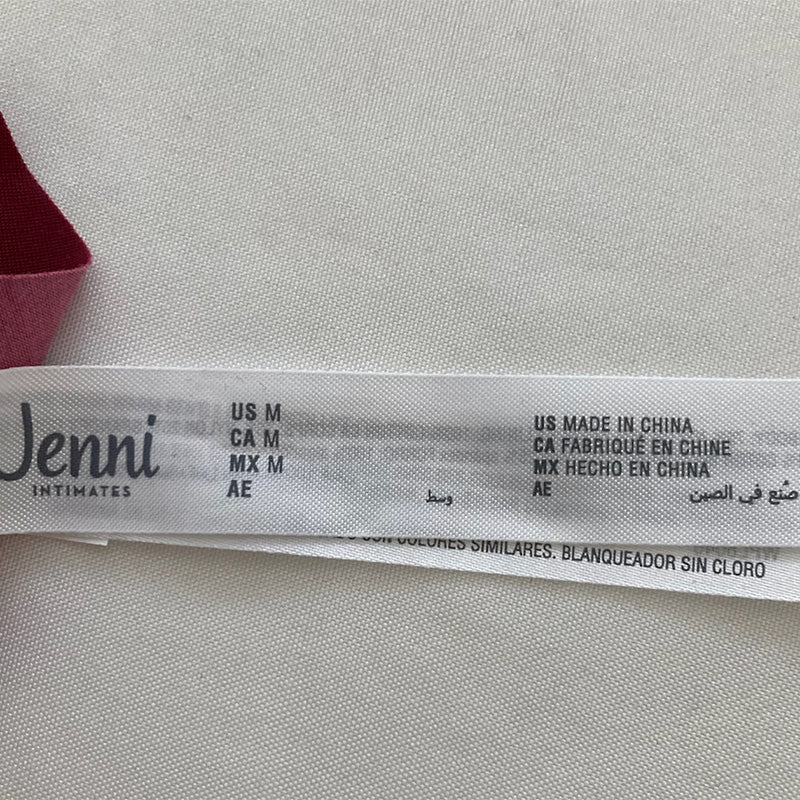 Jenni
INTIMATES
US M
CA M
MX M
AE وسط
US MADE IN CHINA
CA FABRIQUÉ EN CHINE
MX HECHO EN CHINA
AE صُنع في الصين
COLORES SIMILARES. BLANQUEADOR SIN CLORO